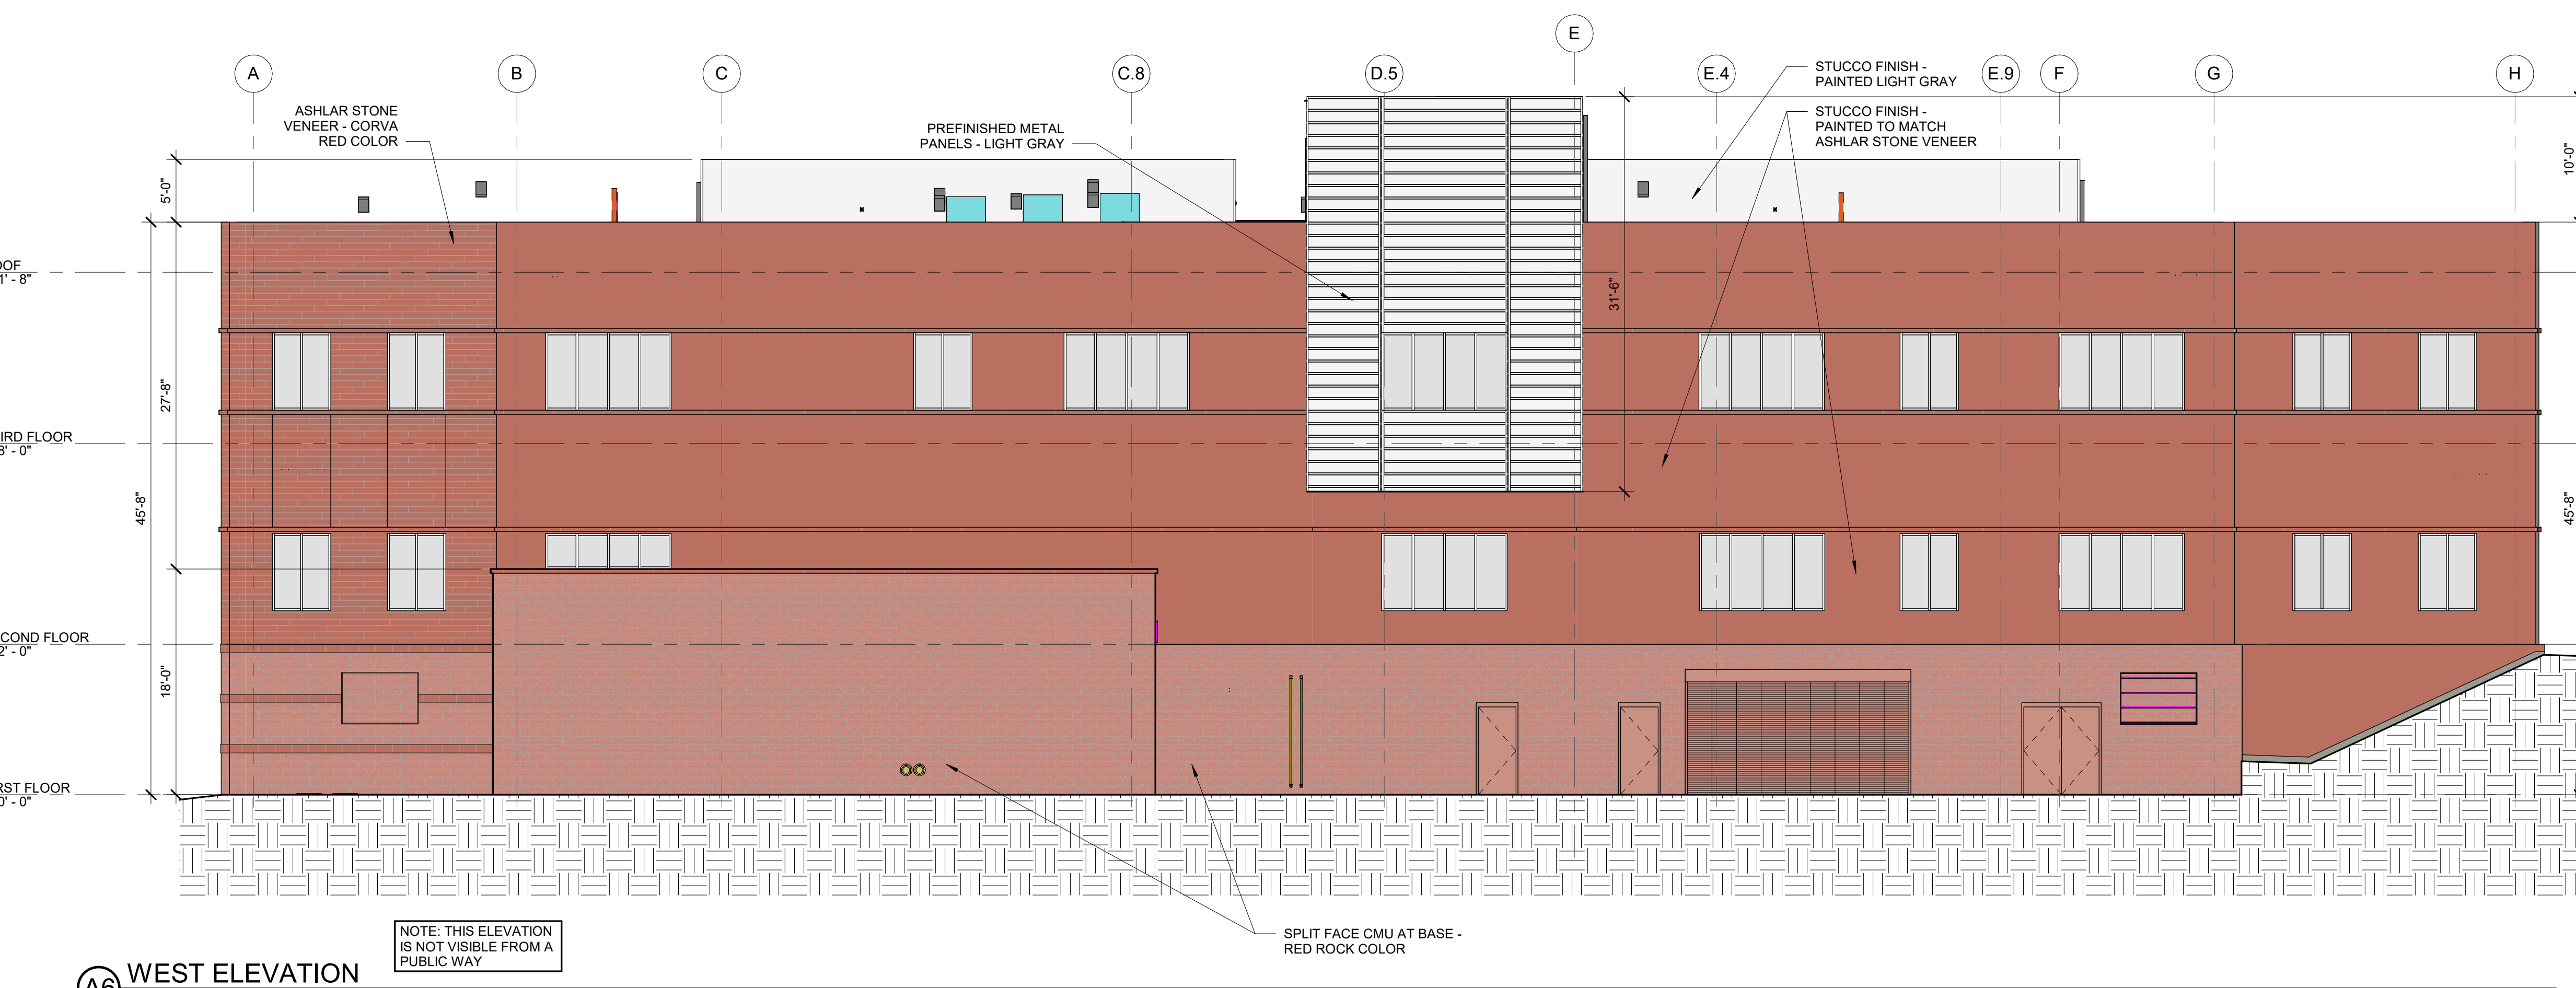 E
A
B
C
C.8
D.5
E.4
E.9
F
G
H
STUCCO FINISH -
PAINTED LIGHT GRAY
ASHLAR STONE
VENEER - CORVA
RED COLOR
PREFINISHED METAL
PANELS - LIGHT GRAY
STUCCO FINISH -
PAINTED TO MATCH
ASHLAR STONE VENEER
5'-0"
10'-0"
OOF
1' - 8"
31'-6"
27'-8"
IRD FLOOR
3' - 0"
45'-8"
45'-8"
COND FLOOR
2' - 0"
18'-0"
RST FLOOR
0' - 0"
NOTE: THIS ELEVATION
IS NOT VISIBLE FROM A
PUBLIC WAY
SPLIT FACE CMU AT BASE -
RED ROCK COLOR
A6
WEST ELEVATION